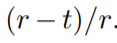 (r − t)/r.